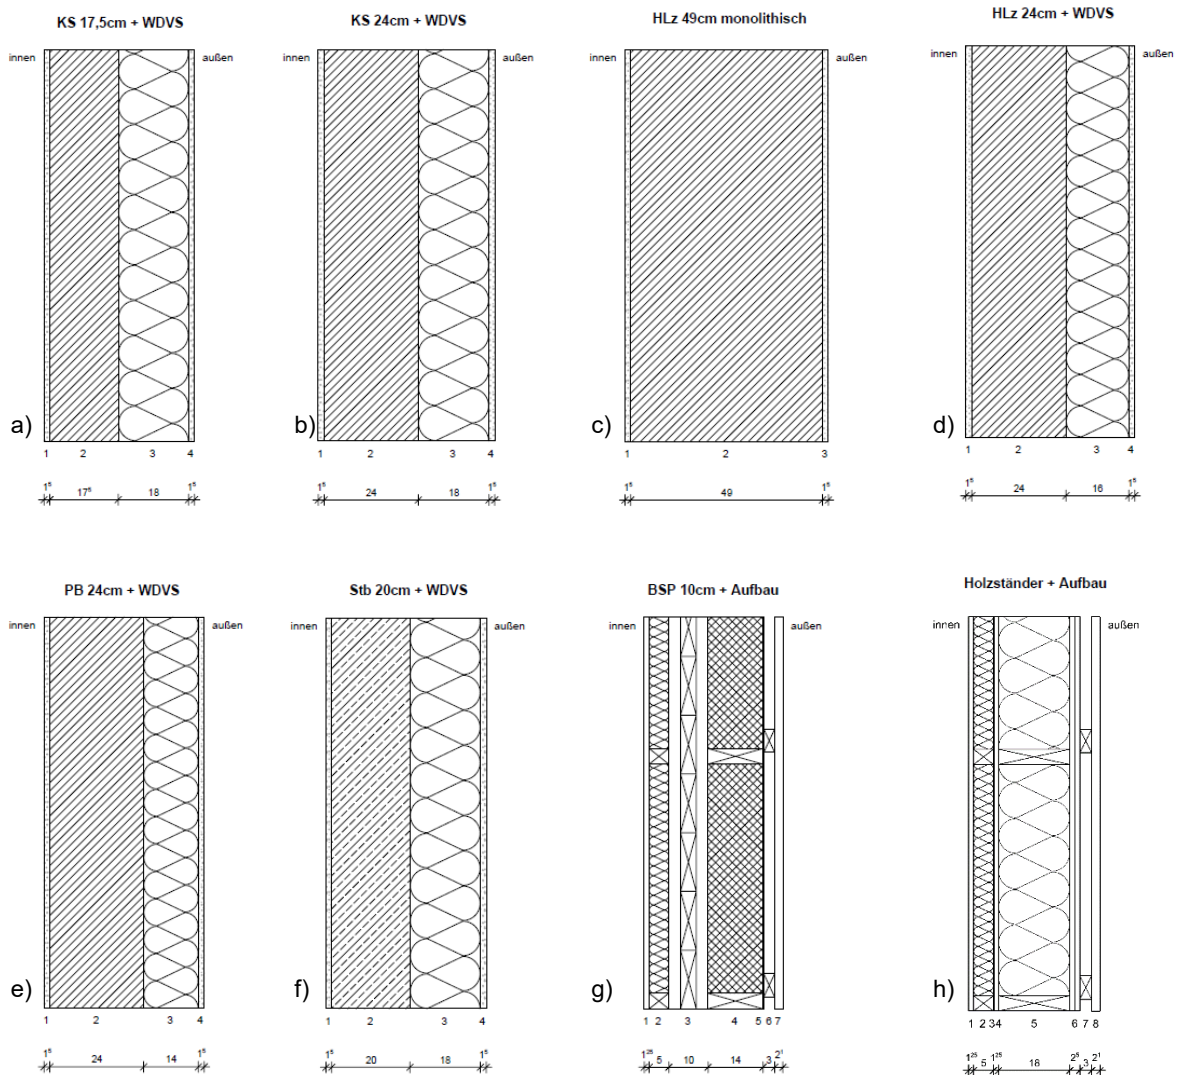 KS 17,5cm + WDVS
innen
außen
a)
1 2 3 4
1⁵ 17⁵ 18 1⁵
KS 24cm + WDVS
innen
außen
b)
1 2 3 4
1⁵ 24 18 1⁵
HLz 49cm monolithisch
innen
außen
c)
1 2 3
1⁵ 49 1⁵
HLz 24cm + WDVS
innen
außen
d)
1 2 3 4
1⁵ 24 16 1⁵
PB 24cm + WDVS
innen
außen
e)
1 2 3 4
1⁵ 24 14 1⁵
Stb 20cm + WDVS
innen
außen
f)
1 2 3 4
1⁵ 20 18 1⁵
BSP 10cm + Aufbau
innen
außen
g)
1 2 3 4 5 6 7
1²⁵ 5 10 14 3 2¹
Holzständer + Aufbau
innen
außen
h)
1 2 3 4 5 6 7 8
1²⁵ 5 1²⁵ 18 2⁵ 3 2¹